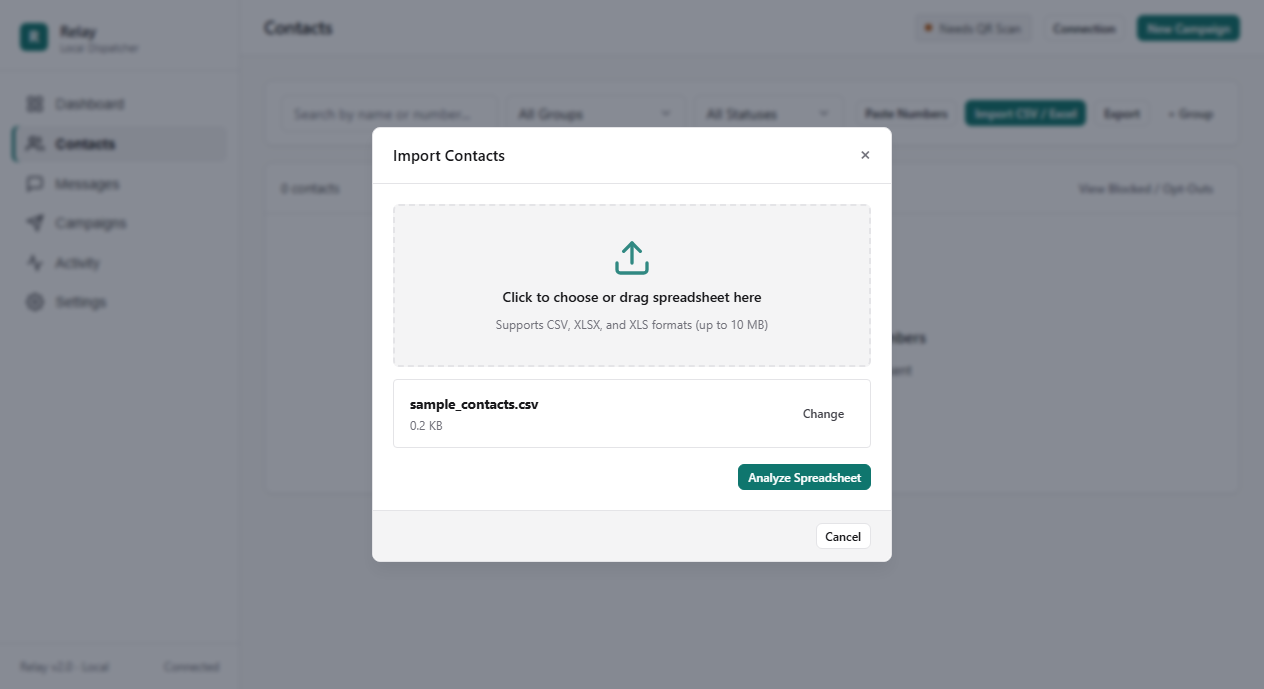 R
Relay
Local Dispatcher
Contacts
Needs QR Scan
Connection
New Campaign
Dashboard
Contacts
Messages
Campaigns
Activity
Settings
Search by name or number...
All Groups
All Statuses
Paste Numbers
Import CSV / Excel
Export
+ Group
0 contacts
View Blocked / Opt-Outs
Import Contacts
×
Click to choose or drag spreadsheet here
Supports CSV, XLSX, and XLS formats (up to 10 MB)
sample_contacts.csv
0.2 KB
Change
Analyze Spreadsheet
Cancel
Relay v2.0 · Local
Connected